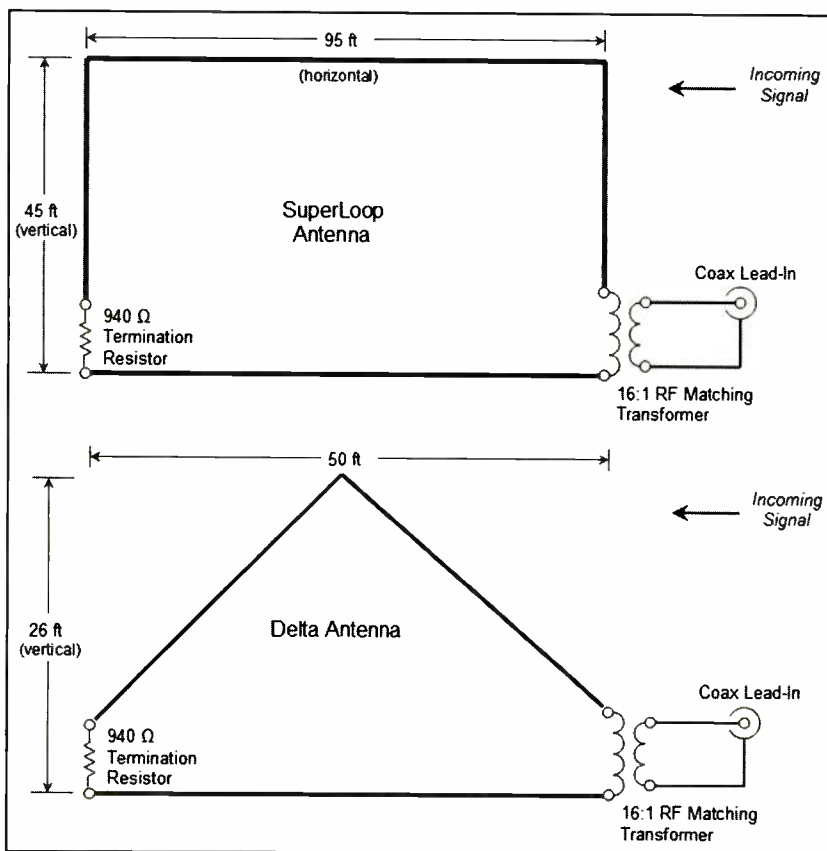 95 ft
(horizontal)
Incoming
Signal
45 ft
(vertical)
SuperLoop
Antenna
Coax Lead-In
940 Ω
Termination
Resistor
16:1 RF Matching
Transformer
50 ft
Incoming
Signal
26 ft
(vertical)
Delta Antenna
Coax Lead-In
940 Ω
Termination
Resistor
16:1 RF Matching
Transformer